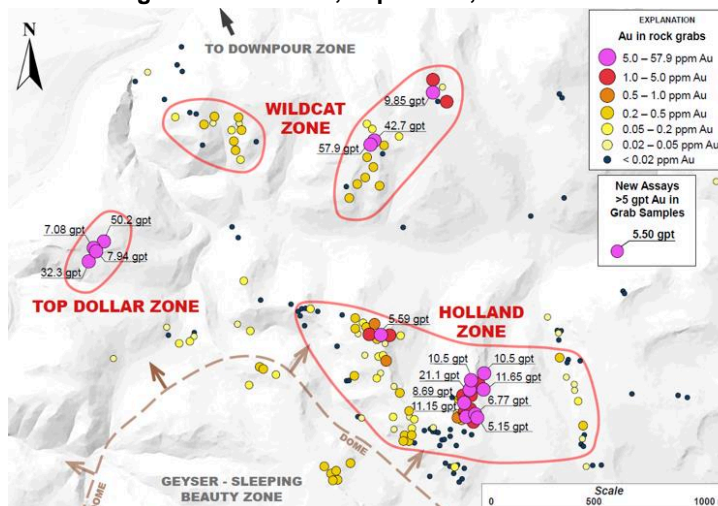 N
TO DOWNPOUR ZONE
WILDCAT
ZONE
9.85 gpt
42.7 gpt
57.9 gpt
EXPLANATION
Au in rock grabs
5.0 – 57.9 ppm Au
1.0 – 5.0 ppm Au
0.5 – 1.0 ppm Au
0.2 – 0.5 ppm Au
0.05 – 0.2 ppm Au
0.02 – 0.05 ppm Au
< 0.02 ppm Au
New Assays
>5 gpt Au in
Grab Samples
5.50 gpt
7.08 gpt
50.2 gpt
7.94 gpt
32.3 gpt
TOP DOLLAR ZONE
HOLLAND
ZONE
5.59 gpt
10.5 gpt
10.5 gpt
21.1 gpt
11.65 gpt
8.69 gpt
11.15 gpt
6.77 gpt
5.15 gpt
DOME
DOME
DOME
GEYSER - SLEEPING
BEAUTY ZONE
Scale
500
1000